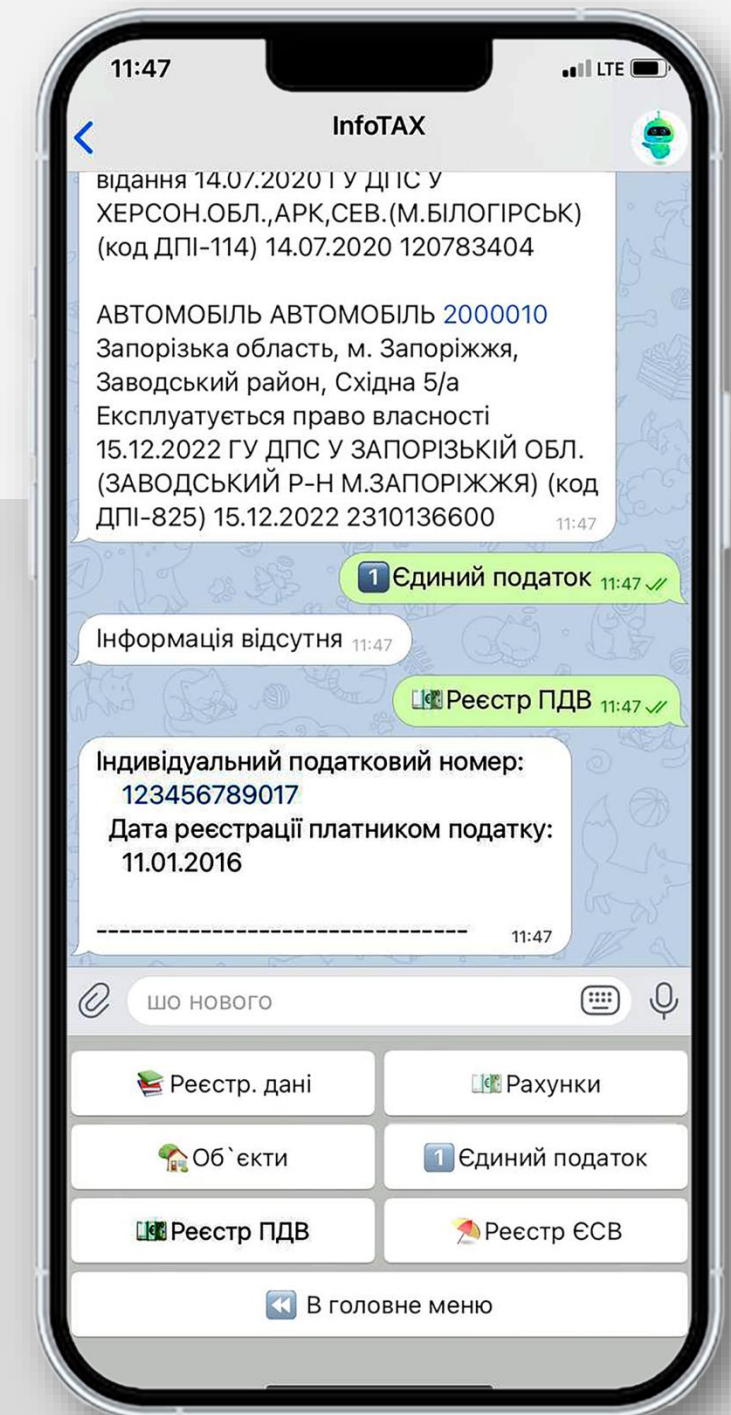 11:47
LTE
InfoTAX
видання 14.07.2020 ГУ ДПС У
ХЕРСОН.ОБЛ.,АРК,СЕВ.(М.БІЛОГІРСЬК)
(код ДПІ-114) 14.07.2020 120783404
АВТОМОБІЛЬ АВТОМОБІЛЬ 2000010
Запорізька область, м. Запоріжжя,
Заводський район, Східна 5/а
Експлуатується право власності
15.12.2022 ГУ ДПС У ЗАПОРІЗЬКІЙ ОБЛ.
(ЗАВОДСЬКИЙ Р-Н М.ЗАПОРІЖЖЯ) (код
ДПІ-825) 15.12.2022 2310136600 11:47
1 Єдиний податок 11:47
Інформація відсутня 11:47
Реєстр ПДВ 11:47
Індивідуальний податковий номер:
123456789017
Дата реєстрації платником податку:
11.01.2016
--------------------------------- 11:47
шо нового
Реєстр. дані
Рахунки
Об`єкти
1 Єдиний податок
Реєстр ПДВ
Реєстр ЄСВ
В головне меню